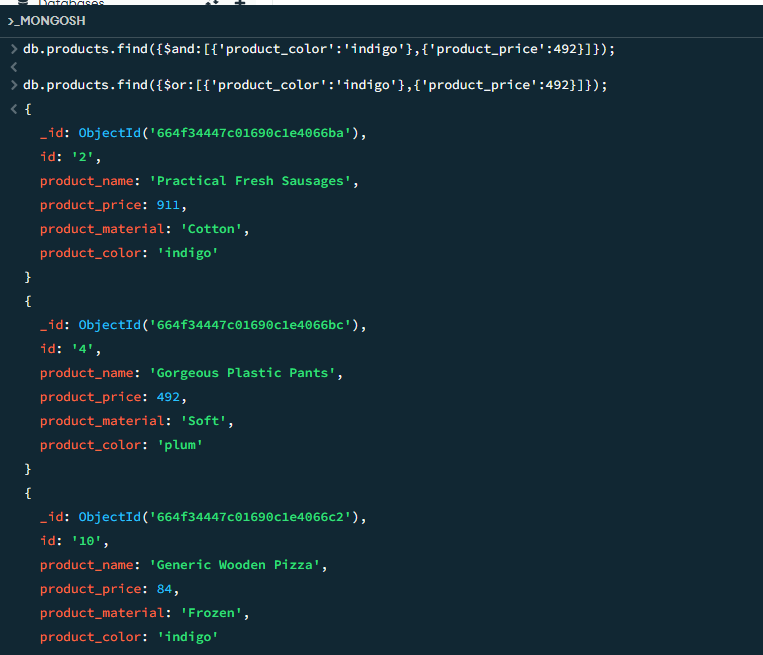 Databases
>_MONGOSH
> db.products.find({$and:[{'product_color':'indigo'},{'product_price':492}]});
<
> db.products.find({$or:[{'product_color':'indigo'},{'product_price':492}]});
< {
_id: ObjectId('664f34447c01690c1e4066ba'),
id: '2',
product_name: 'Practical Fresh Sausages',
product_price: 911,
product_material: 'Cotton',
product_color: 'indigo'
}
{
_id: ObjectId('664f34447c01690c1e4066bc'),
id: '4',
product_name: 'Gorgeous Plastic Pants',
product_price: 492,
product_material: 'Soft',
product_color: 'plum'
}
{
_id: ObjectId('664f34447c01690c1e4066c2'),
id: '10',
product_name: 'Generic Wooden Pizza',
product_price: 84,
product_material: 'Frozen',
product_color: 'indigo'